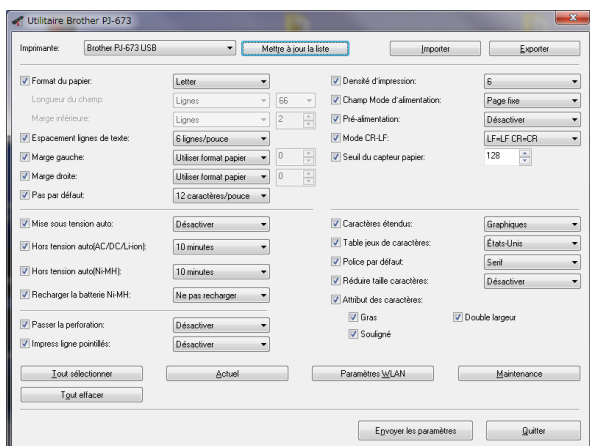 Utilitaire Brother PJ-673
Imprimante: Brother PJ-673 USB Mettre à jour la liste Importer Exporter
Format du papier: Letter
Longueur du champ: Lignes 66
Marge inférieure: Lignes 2
Espacement lignes de texte: 6 lignes/pouce
Marge gauche: Utiliser format papier 0
Marge droite: Utiliser format papier 0
Pas par défaut: 12 caractères/pouce
Densité d'impression: 6
Champ Mode d'alimentation: Page fixe
Pré-alimentation: Désactiver
Mode CR-LF: LF=LF CR=CR
Seuil du capteur papier: 128
Mise sous tension auto: Désactiver
Hors tension auto(AC/DC/Li-ion): 10 minutes
Hors tension auto(Ni-MH): 10 minutes
Recharger la batterie Ni-MH: Ne pas recharger
Passer la perforation: Désactiver
Impress ligne pointillés: Désactiver
Caractères étendus: Graphiques
Table jeux de caractères: États-Unis
Police par défaut: Serif
Réduire taille caractères: Désactiver
Attribut des caractères:
Gras Double largeur
Souligné
Tout sélectionner Actuel Paramètres WLAN Maintenance
Tout effacer
Envoyer les paramètres Quitter